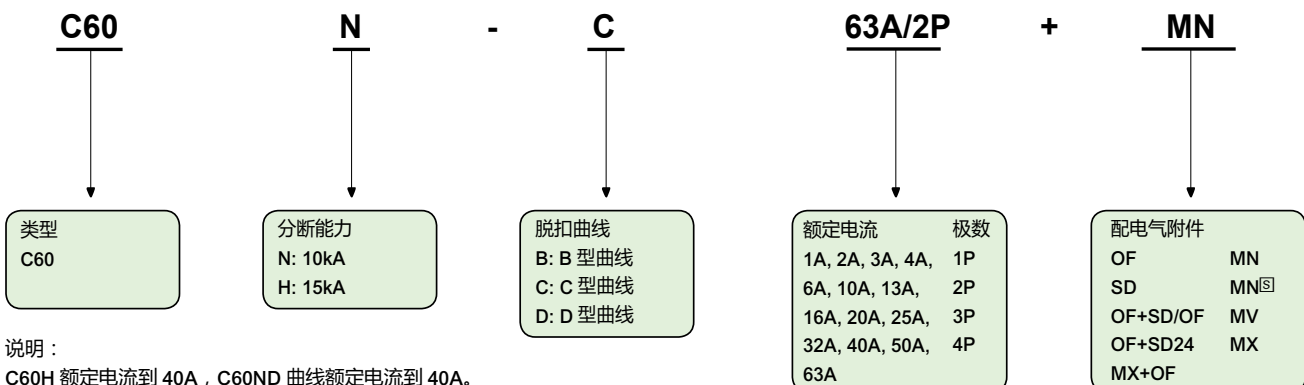 C60 N - C 63A/2P + MN
类型
C60
分断能力
N: 10kA
H: 15kA
脱扣曲线
B: B 型曲线
C: C 型曲线
D: D 型曲线
额定电流 极数
1A, 2A, 3A, 4A, 1P
6A, 10A, 13A, 2P
16A, 20A, 25A, 3P
32A, 40A, 50A, 4P
63A
配电气附件
OF MN
SD MN[S]
OF+SD/OF MV
OF+SD24 MX
MX+OF
说明：
C60H 额定电流到 40A，C60ND 曲线额定电流到 40A。